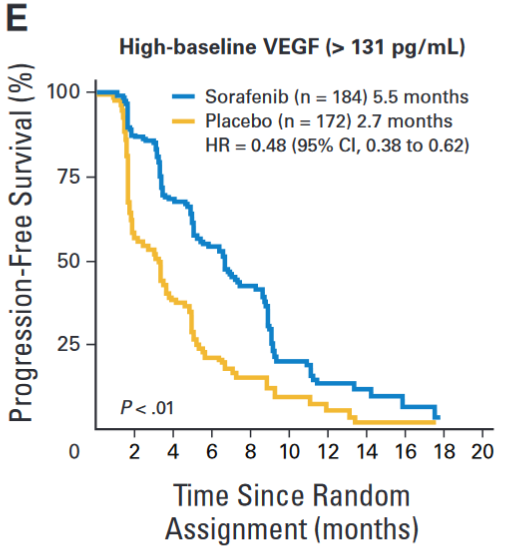 E
High-baseline VEGF (> 131 pg/mL)
Progression-Free Survival (%)
100
75
50
25
0
Sorafenib (n = 184) 5.5 months
Placebo (n = 172) 2.7 months
HR = 0.48 (95% CI, 0.38 to 0.62)
P < .01
2 4 6 8 10 12 14 16 18 20
Time Since Random
Assignment (months)